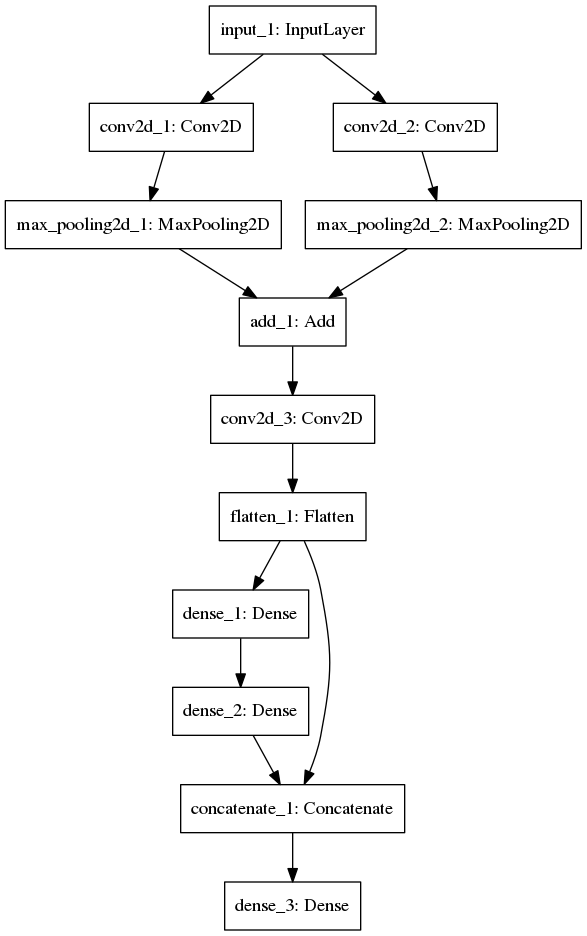 input_1: InputLayer
conv2d_1: Conv2D
conv2d_2: Conv2D
max_pooling2d_1: MaxPooling2D
max_pooling2d_2: MaxPooling2D
add_1: Add
conv2d_3: Conv2D
flatten_1: Flatten
dense_1: Dense
dense_2: Dense
concatenate_1: Concatenate
dense_3: Dense